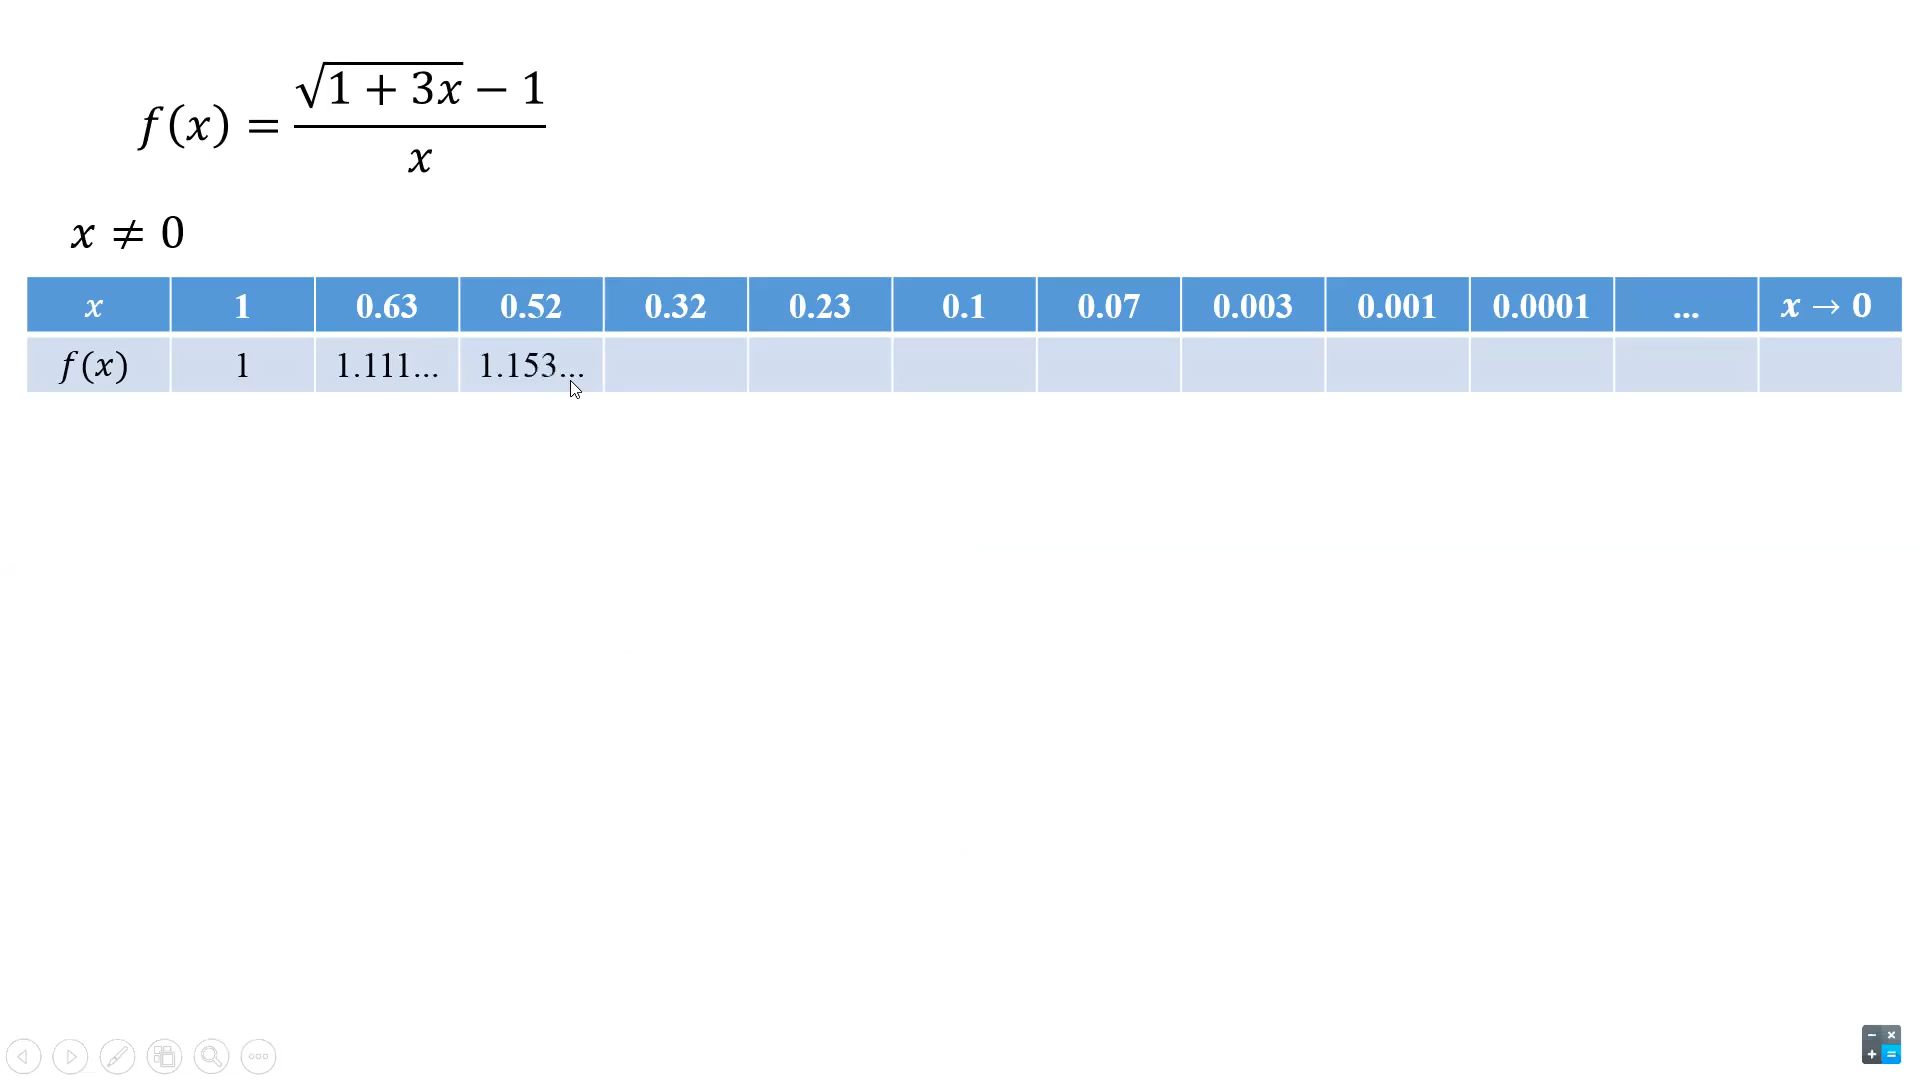 f(x) = (√(1 + 3x) − 1) / x
x ≠ 0
x 1 0.63 0.52 0.32 0.23 0.1 0.07 0.003 0.001 0.0001 ... x → 0
f(x) 1 1.111... 1.153...